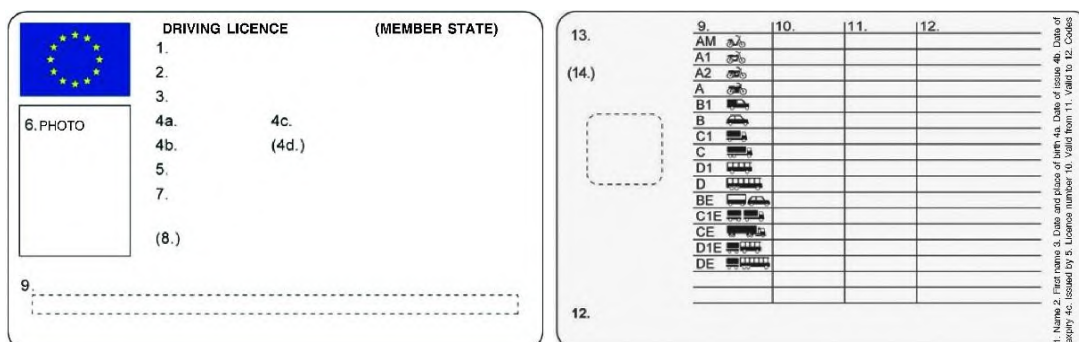 DRIVING LICENCE (MEMBER STATE)
1.
2.
3.
4a. 4c.
4b. (4d.)
5.
6. PHOTO
7.
(8.)
9.
13.
(14.)
9. 10. 11. 12.
AM
A1
A2
A
B1
B
C1
C
D1
D
BE
C1E
CE
D1E
DE
12.
1. Name 2. First name 3. Date and place of birth 4a. Date of issue 4b. Date of
expiry 4c. Issued by 5. Licence number 10. Valid from 11. Valid to 12. Codes